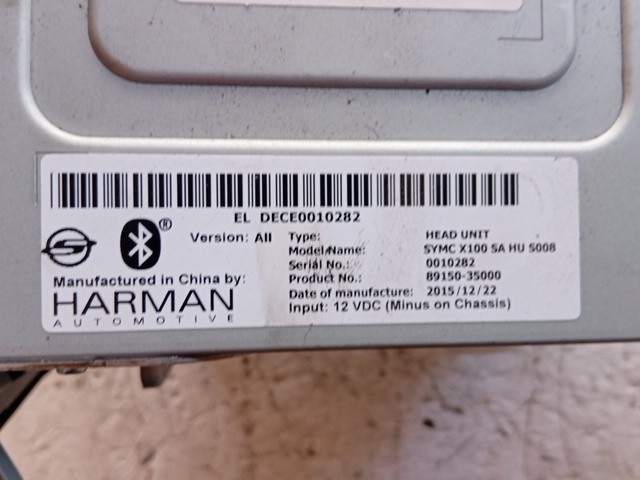 EL DECE0010282
®
Version: All
Type: HEAD UNIT
Model Name: SYMC X100 SA HU S008
Serial No.: 0010282
Product No.: 89150-35000
Date of manufacture: 2015/12/22
Input: 12 VDC (Minus on Chassis)
Manufactured in China by:
HARMAN
AUTOMOTIVE